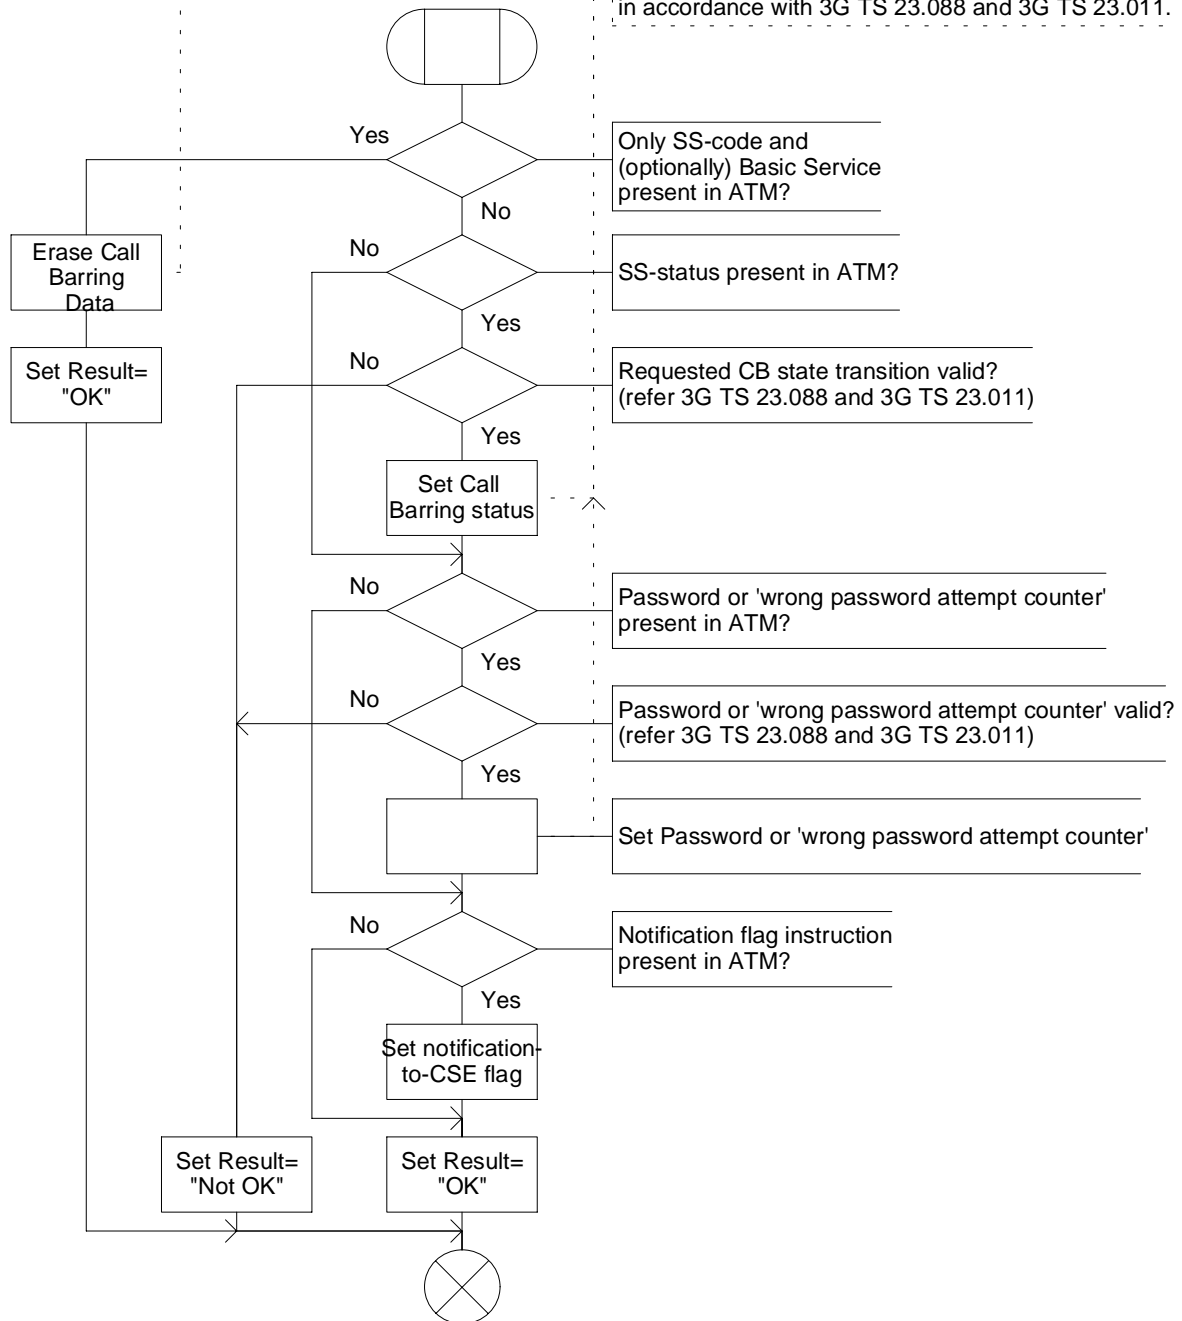 in accordance with 3G TS 23.088 and 3G TS 23.011.
Yes
Only SS-code and
(optionally) Basic Service
present in ATM?
No
Erase Call
Barring
Data
No
SS-status present in ATM?
Yes
Set Result=
"OK"
No
Requested CB state transition valid?
(refer 3G TS 23.088 and 3G TS 23.011)
Yes
Set Call
Barring status
No
Password or 'wrong password attempt counter'
present in ATM?
Yes
No
Password or 'wrong password attempt counter' valid?
(refer 3G TS 23.088 and 3G TS 23.011)
Yes
Set Password or 'wrong password attempt counter'
No
Notification flag instruction
present in ATM?
Yes
Set notification-
to-CSE flag
Set Result=
"Not OK"
Set Result=
"OK"